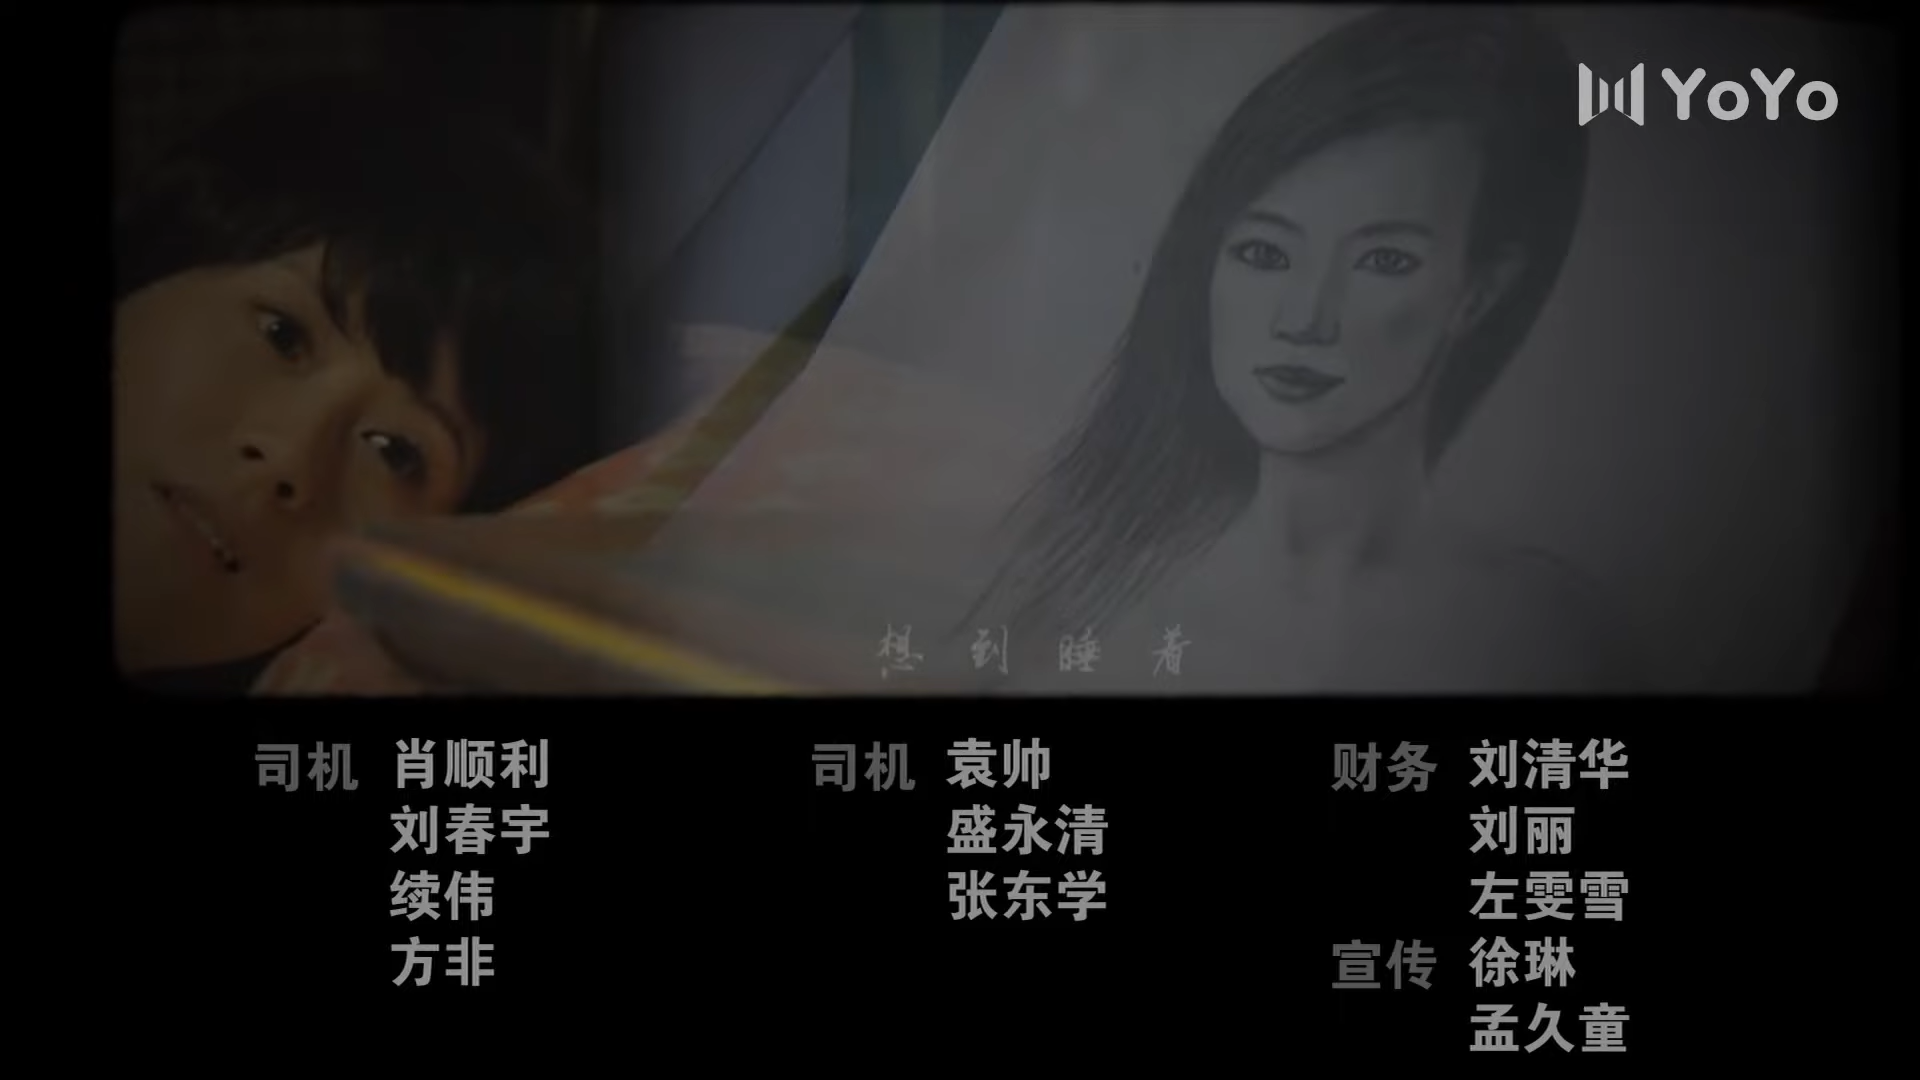 YoYo
想到睡着
司机 肖顺利
刘春宇
续伟
方非
司机 袁帅
盛永清
张东学
财务 刘清华
刘丽
左雯雪
宣传 徐琳
孟久童